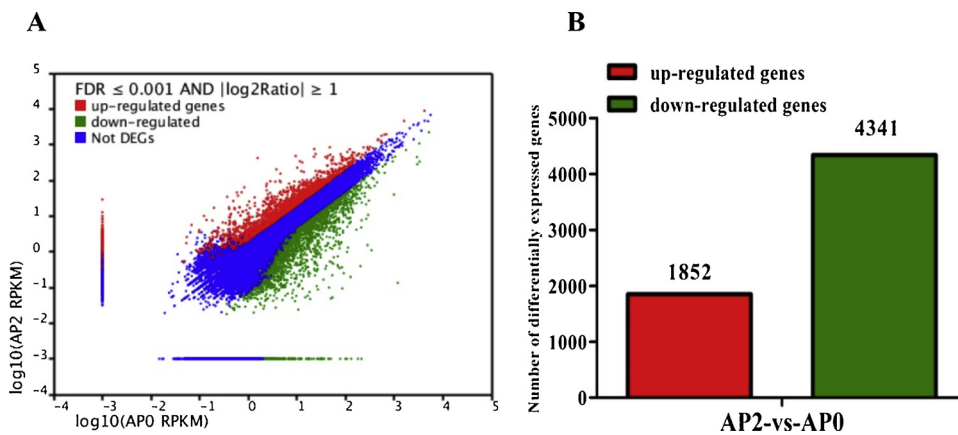 A
FDR ≤ 0.001 AND |log2Ratio| ≥ 1
up-regulated genes
down-regulated
Not DEGs
log10(AP2 RPKM)
5
4
3
2
1
0
−1
−2
−3
−4
−4 −3 −2 −1 0 1 2 3 4 5
log10(AP0 RPKM)
B
up-regulated genes
down-regulated genes
Number of differentially expressed genes
5000
4000
3000
2000
1000
0
1852
4341
AP2-vs-AP0